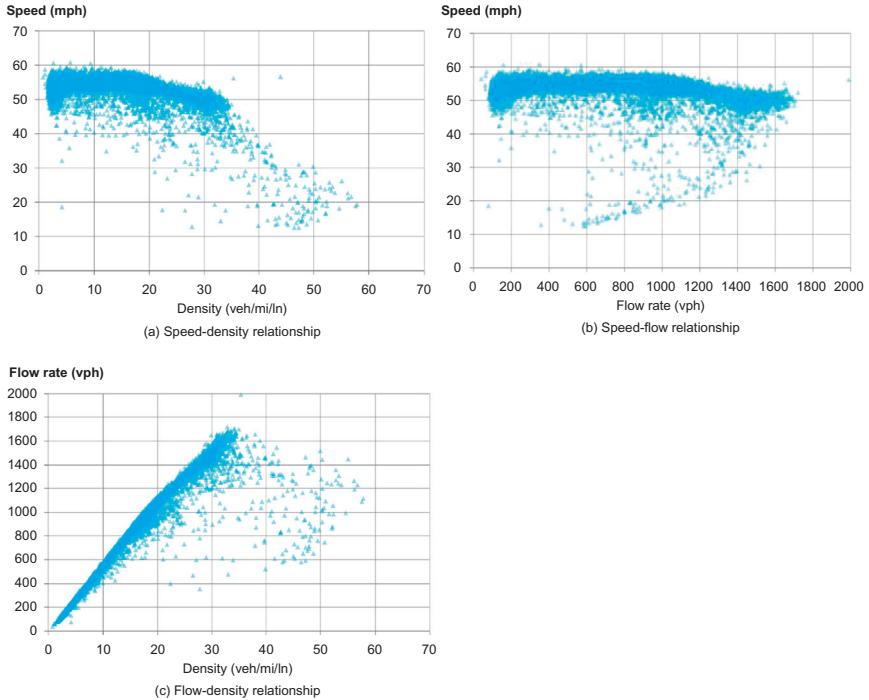 Speed (mph)
70
60
50
40
30
20
10
0
0 10 20 30 40 50 60 70
Density (veh/mi/ln)
(a) Speed-density relationship
Speed (mph)
70
60
50
40
30
20
10
0
0 200 400 600 800 1000 1200 1400 1600 1800 2000
Flow rate (vph)
(b) Speed-flow relationship
Flow rate (vph)
2000
1800
1600
1400
1200
1000
800
600
400
200
0
0 10 20 30 40 50 60 70
Density (veh/mi/ln)
(c) Flow-density relationship